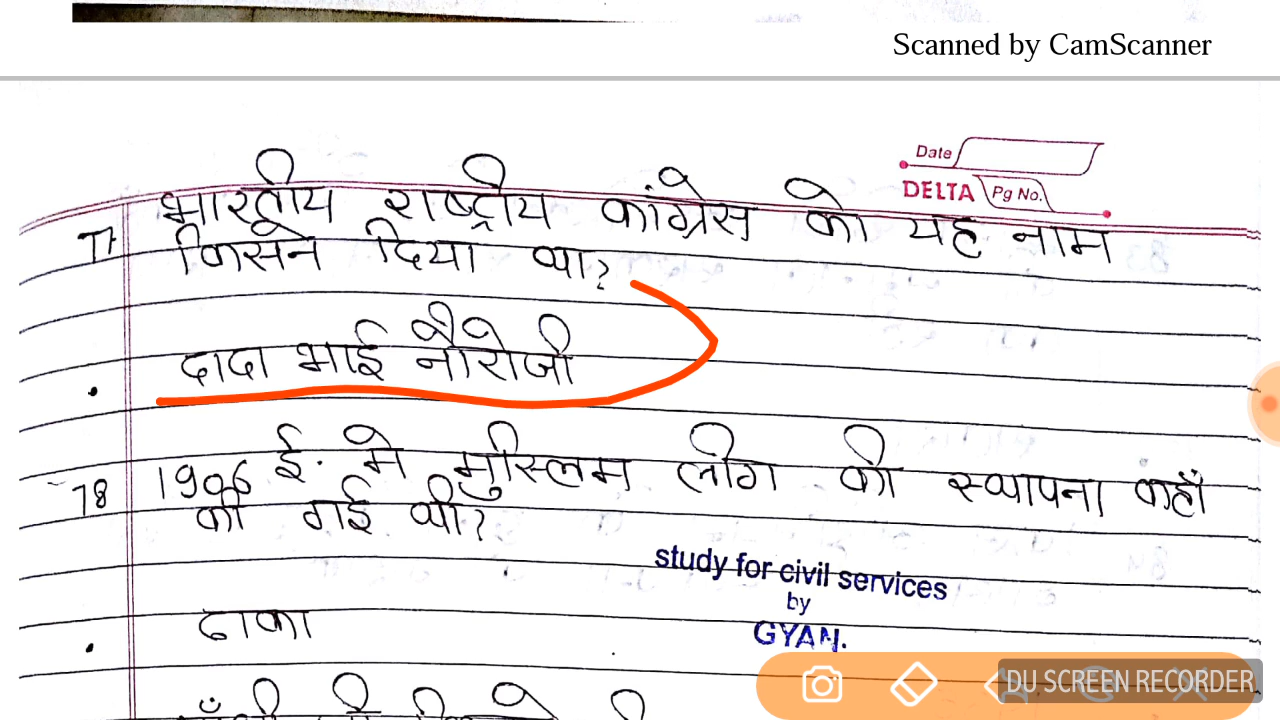 Scanned by CamScanner
Date
DELTA Pg No.
77 भारतीय राष्ट्रीय कांग्रेस को यह नाम
किसने दिया था?
दादा भाई नौरोजी
78 1906 ई. मे मुस्लिम लीग की स्थापना कहाँ
की गई थी?
study for civil services
by
GYAN.
ढाका
DU SCREEN RECORDER